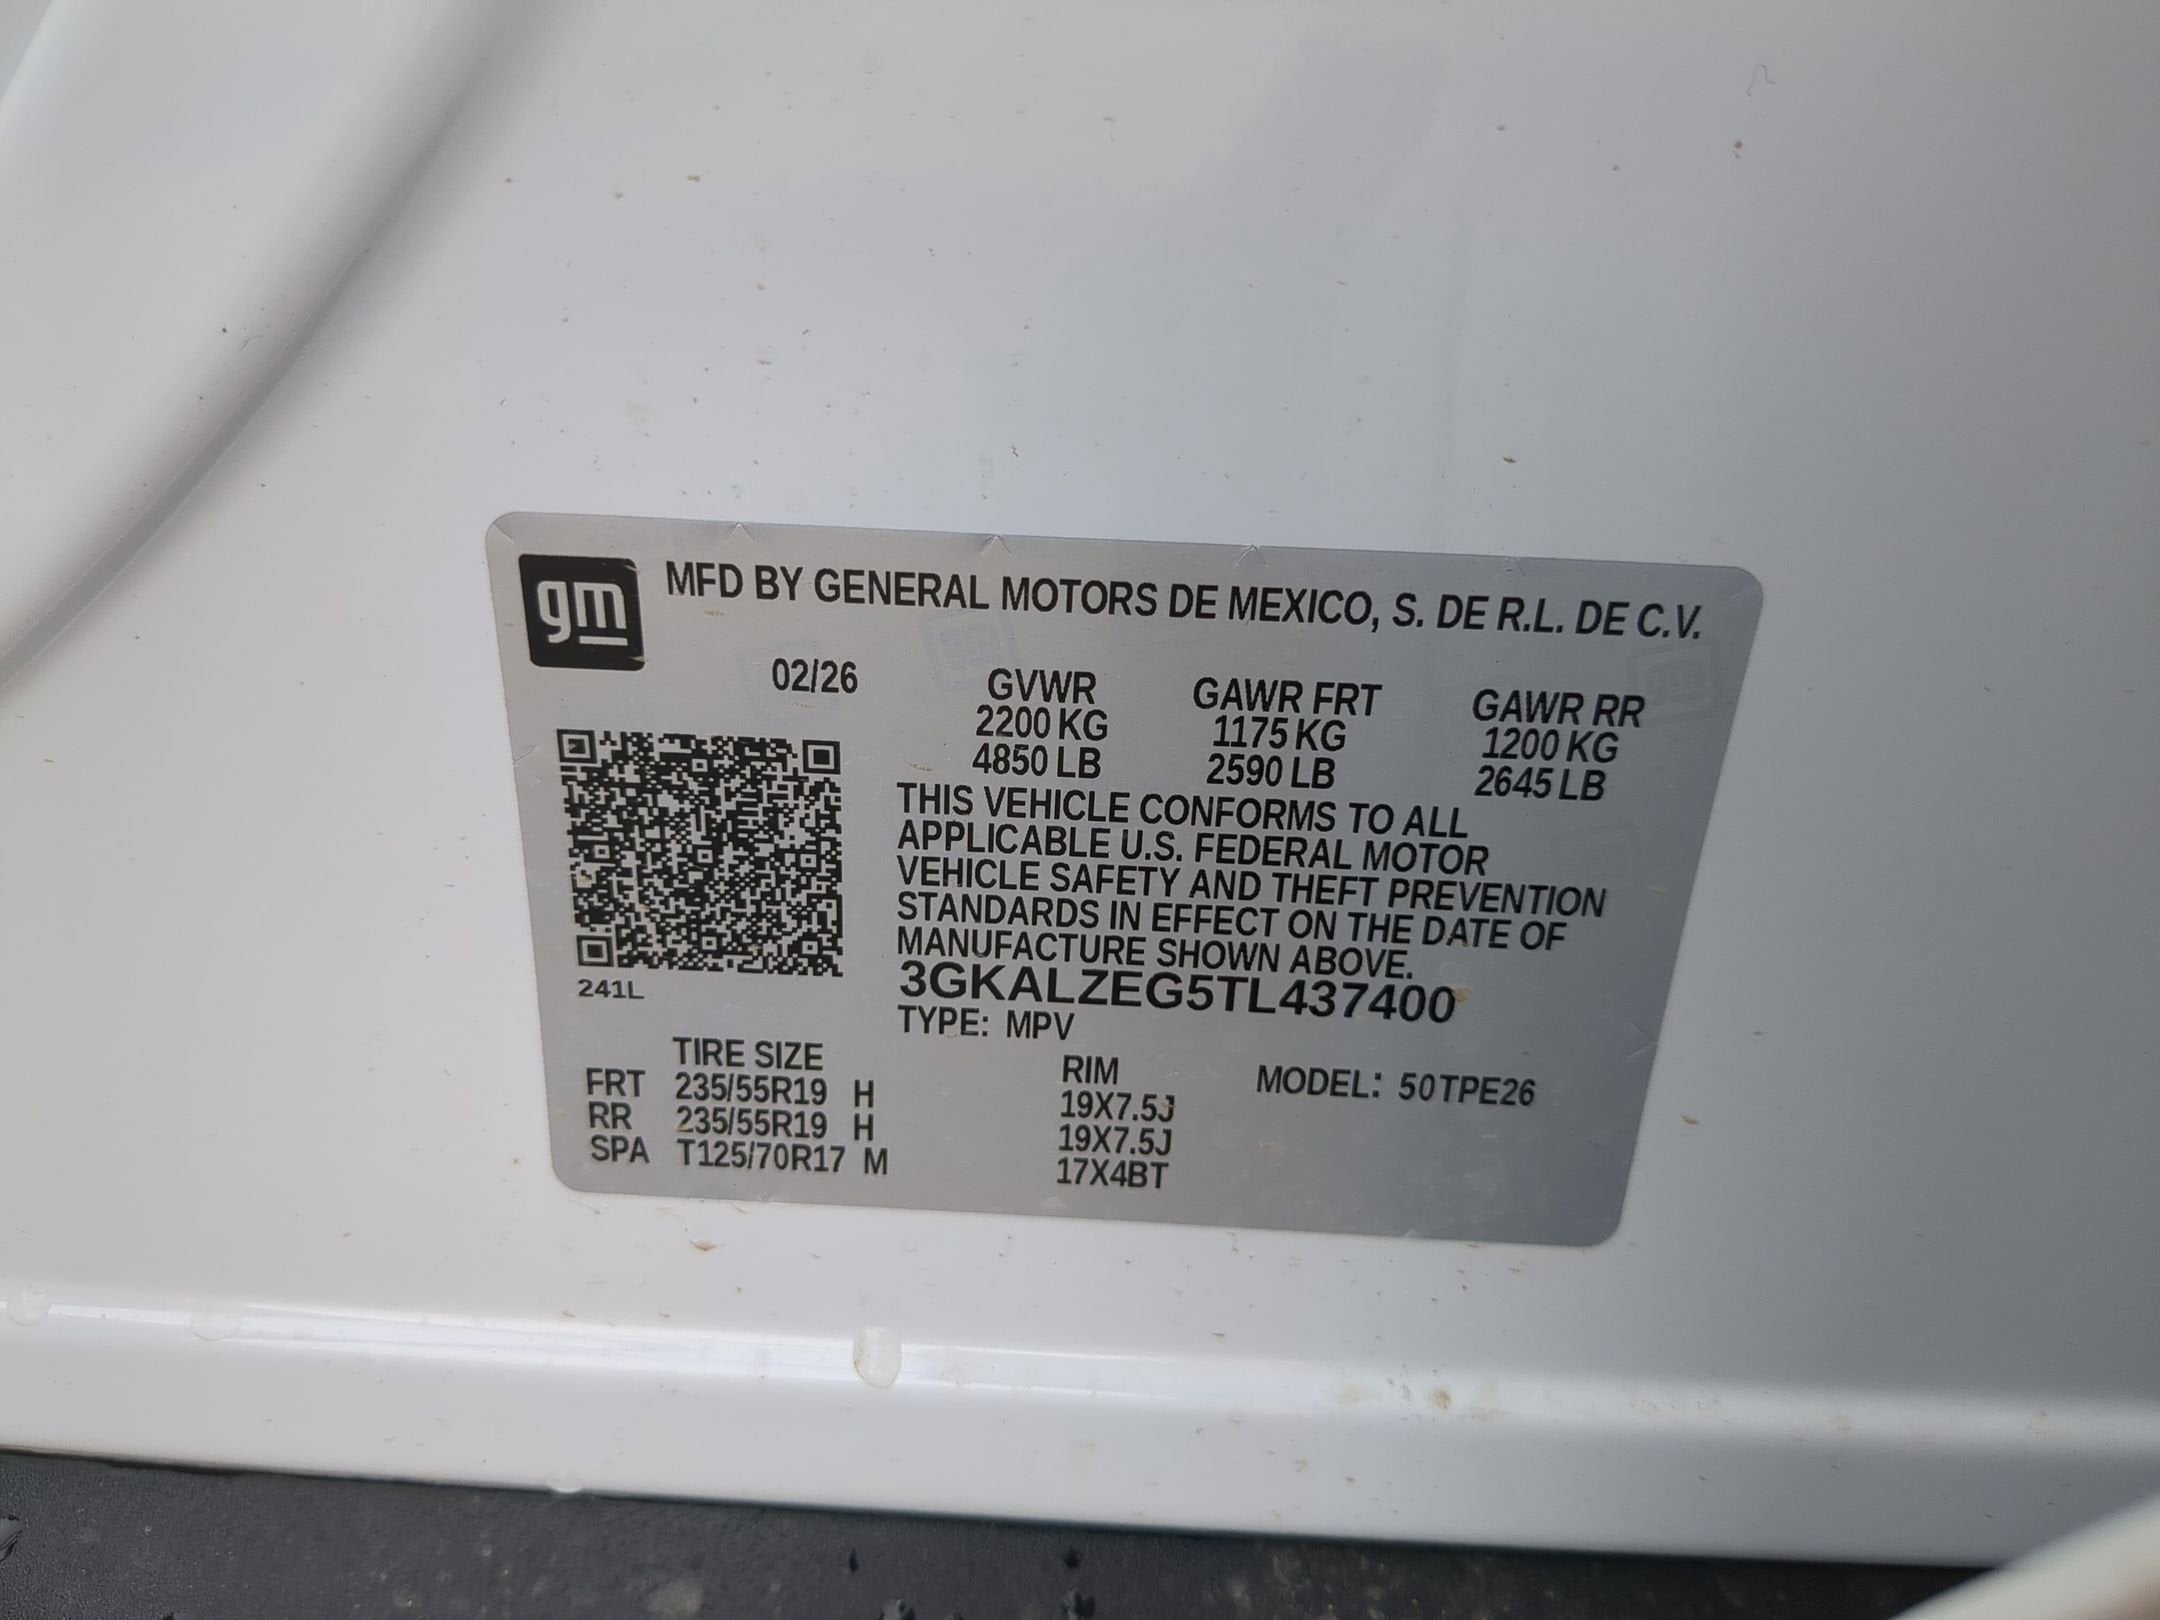 gm
MFD BY GENERAL MOTORS DE MEXICO, S. DE R.L. DE C.V.
02/26 GVWR GAWR FRT GAWR RR
2200 KG 1175 KG 1200 KG
4850 LB 2590 LB 2645 LB
THIS VEHICLE CONFORMS TO ALL
APPLICABLE U.S. FEDERAL MOTOR
VEHICLE SAFETY AND THEFT PREVENTION
STANDARDS IN EFFECT ON THE DATE OF
MANUFACTURE SHOWN ABOVE.
241L
3GKALZEG5TL437400
TYPE: MPV
TIRE SIZE RIM MODEL: 50TPE26
FRT 235/55R19 H 19X7.5J
RR 235/55R19 H 19X7.5J
SPA T125/70R17 M 17X4BT